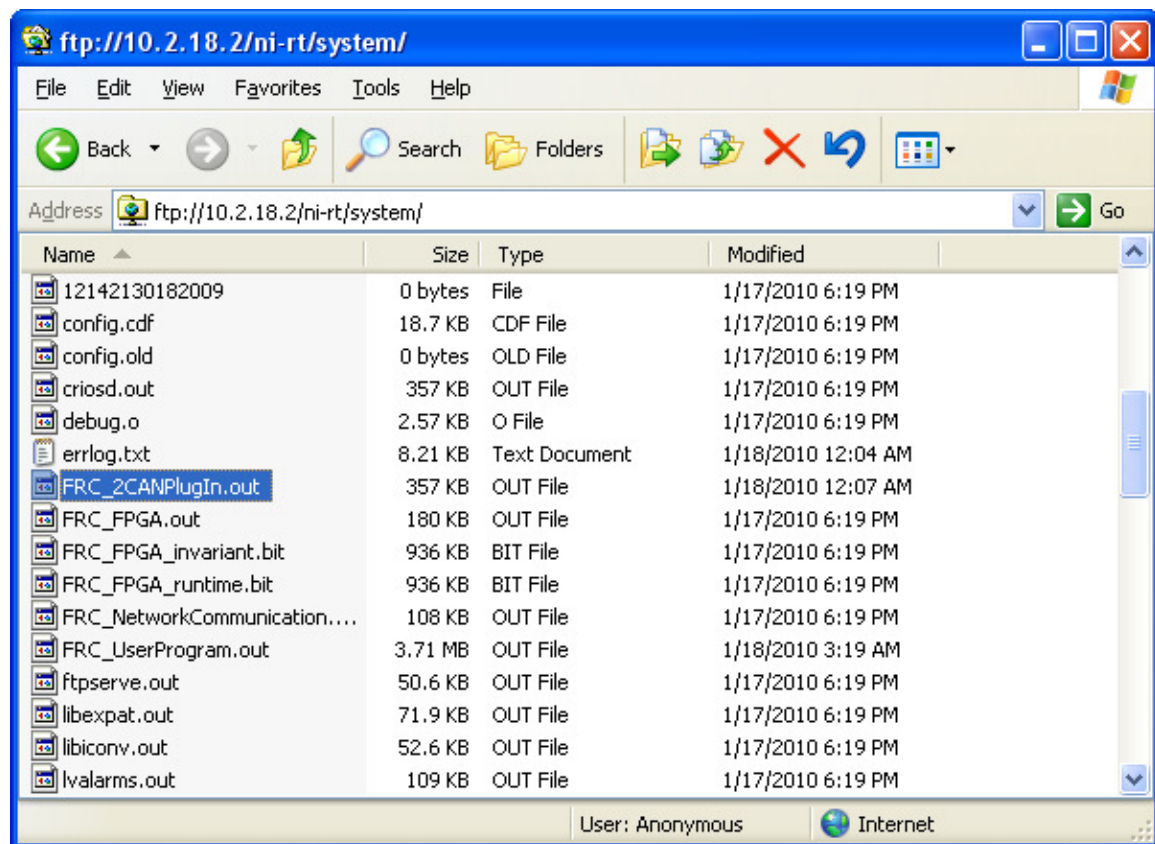 ftp://10.2.18.2/ni-rt/system/
File Edit View Favorites Tools Help
Back Search Folders
Address ftp://10.2.18.2/ni-rt/system/ Go
Name Size Type Modified
12142130182009 0 bytes File 1/17/2010 6:19 PM
config.cdf 18.7 KB CDF File 1/17/2010 6:19 PM
config.old 0 bytes OLD File 1/17/2010 6:19 PM
criosd.out 357 KB OUT File 1/17/2010 6:19 PM
debug.o 2.57 KB O File 1/17/2010 6:19 PM
errlog.txt 8.21 KB Text Document 1/18/2010 12:04 AM
FRC_2CANPlugIn.out 357 KB OUT File 1/18/2010 12:07 AM
FRC_FPGA.out 180 KB OUT File 1/17/2010 6:19 PM
FRC_FPGA_invariant.bit 936 KB BIT File 1/17/2010 6:19 PM
FRC_FPGA_runtime.bit 936 KB BIT File 1/17/2010 6:19 PM
FRC_NetworkCommunication.... 108 KB OUT File 1/17/2010 6:19 PM
FRC_UserProgram.out 3.71 MB OUT File 1/18/2010 3:19 AM
ftpserve.out 50.6 KB OUT File 1/17/2010 6:19 PM
libexpat.out 71.9 KB OUT File 1/17/2010 6:19 PM
libiconv.out 52.6 KB OUT File 1/17/2010 6:19 PM
lvalarms.out 109 KB OUT File 1/17/2010 6:19 PM
User: Anonymous Internet